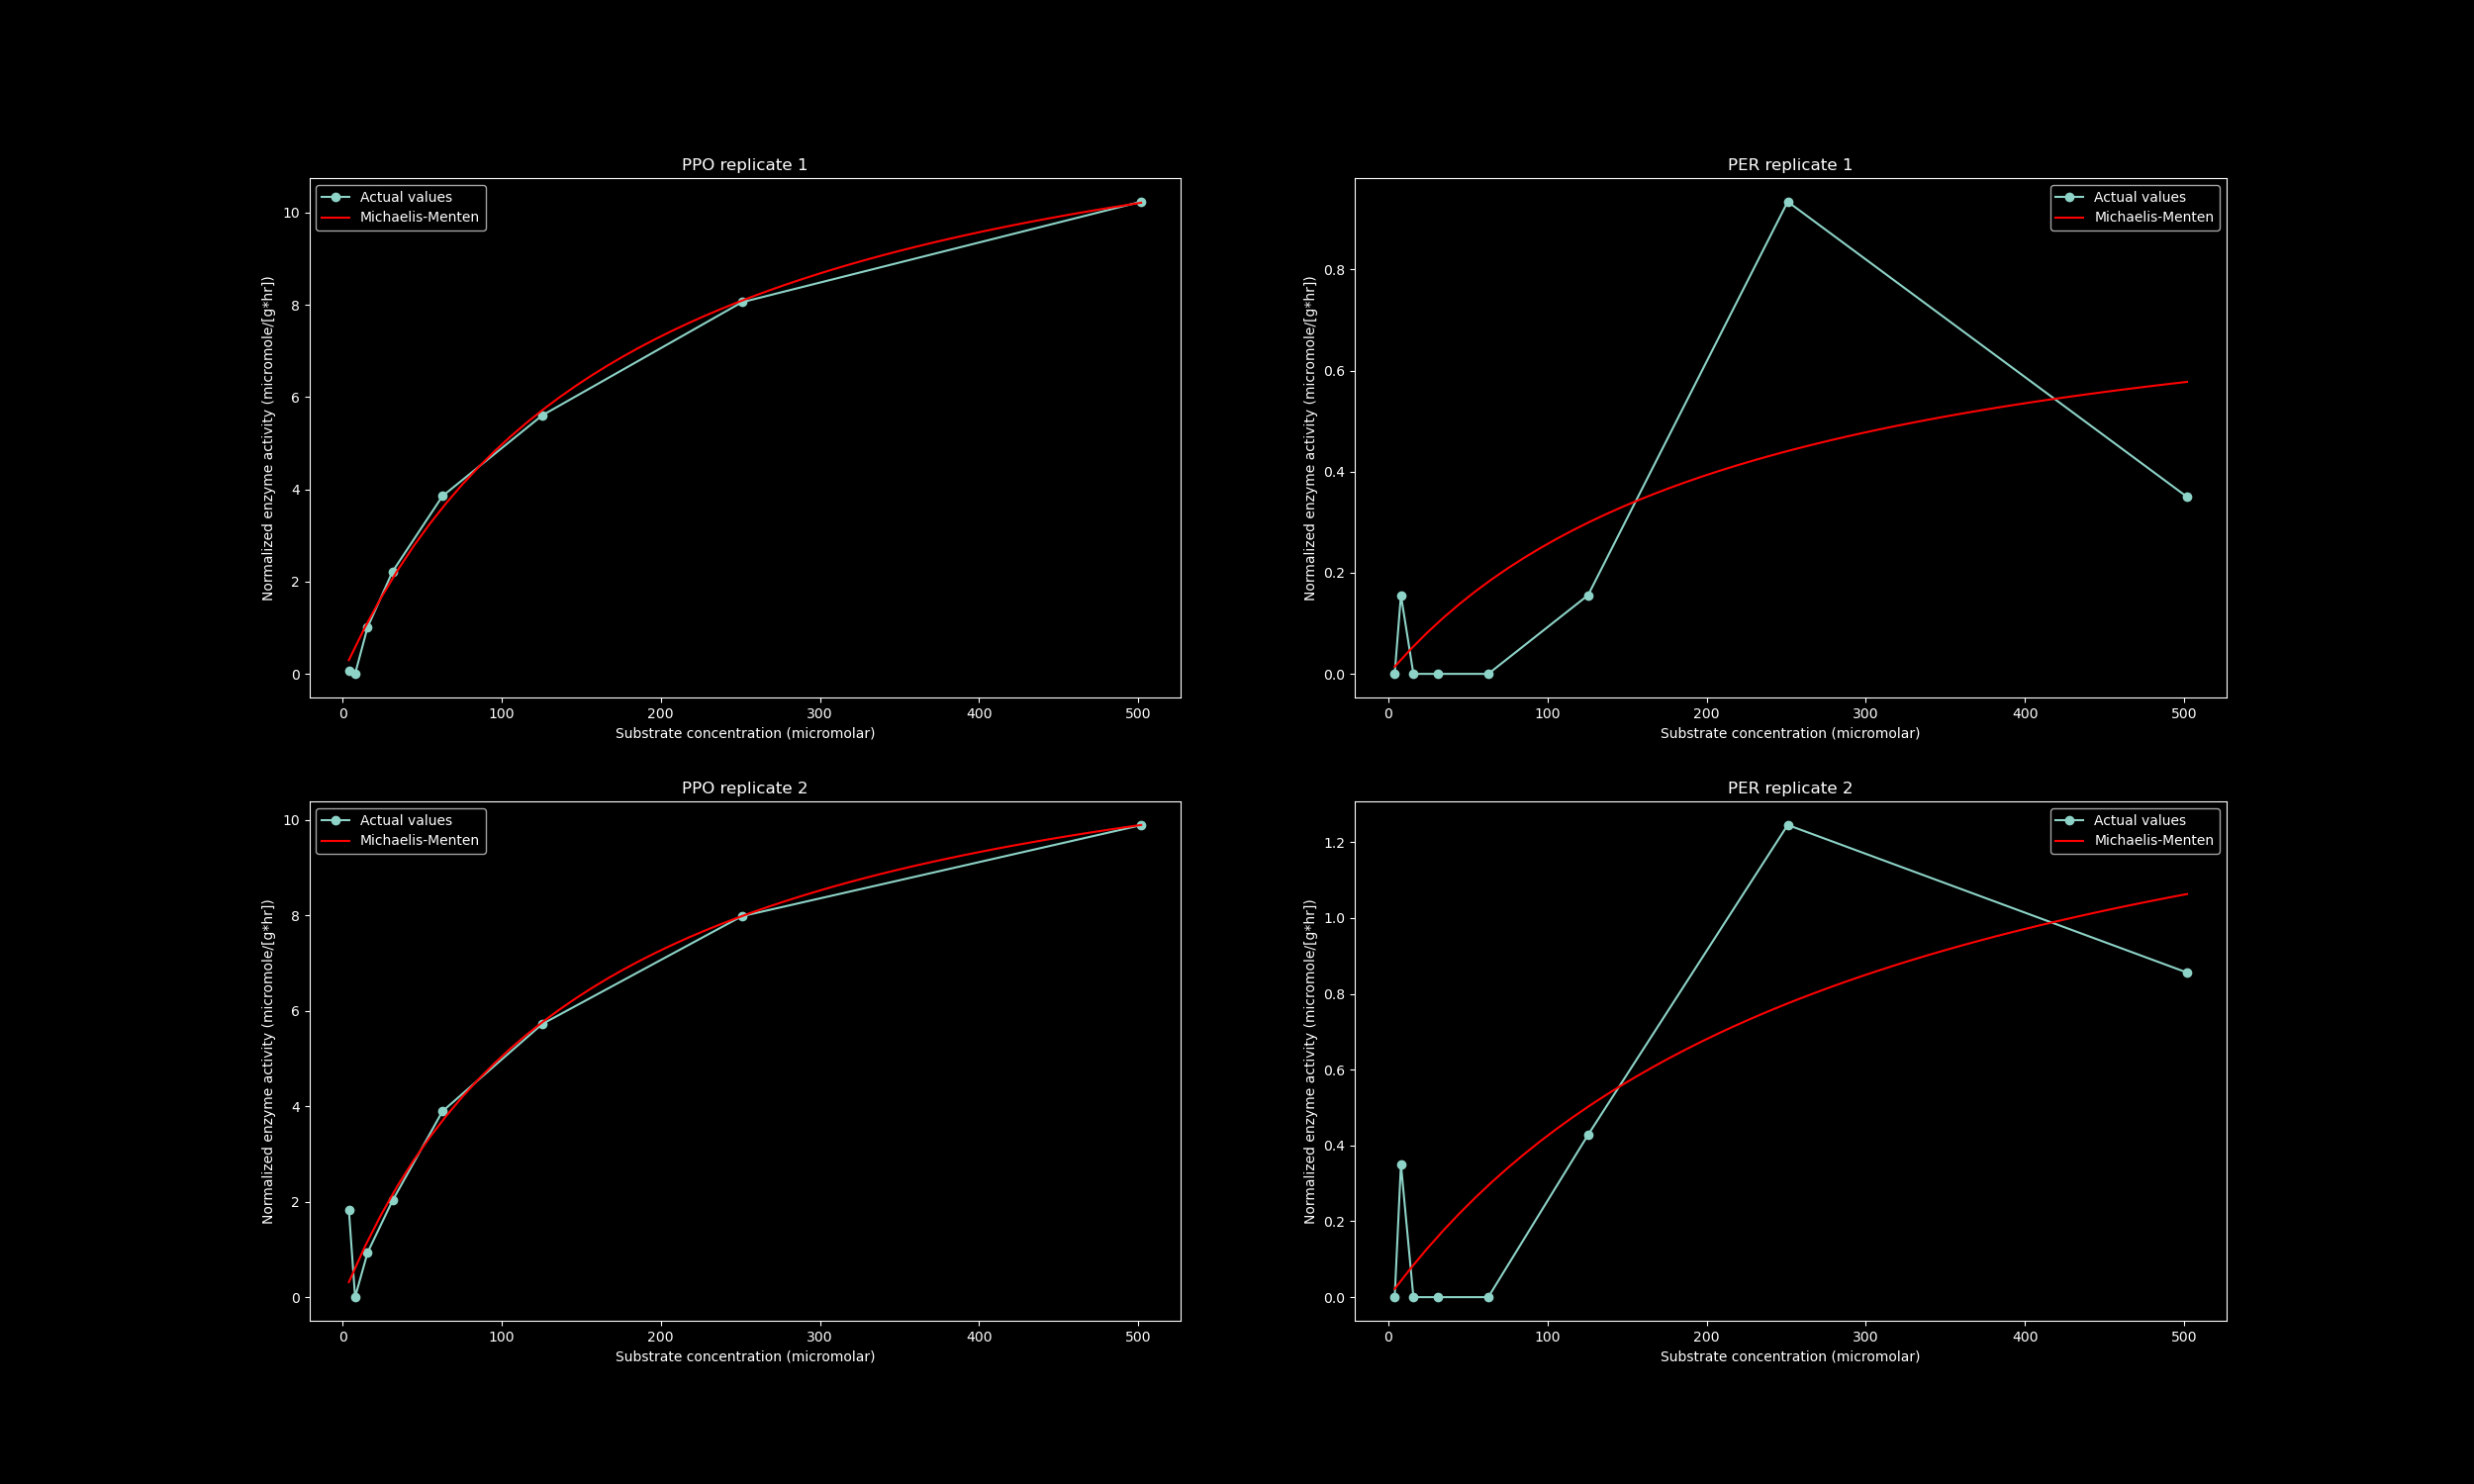 PPO replicate 1
Actual values
Michaelis-Menten
Normalized enzyme activity (micromole/[g*hr])
10
8
6
4
2
0
0 100 200 300 400 500
Substrate concentration (micromolar)
PER replicate 1
Actual values
Michaelis-Menten
Normalized enzyme activity (micromole/[g*hr])
0.8
0.6
0.4
0.2
0.0
0 100 200 300 400 500
Substrate concentration (micromolar)
PPO replicate 2
Actual values
Michaelis-Menten
Normalized enzyme activity (micromole/[g*hr])
10
8
6
4
2
0
0 100 200 300 400 500
Substrate concentration (micromolar)
PER replicate 2
Actual values
Michaelis-Menten
Normalized enzyme activity (micromole/[g*hr])
1.2
1.0
0.8
0.6
0.4
0.2
0.0
0 100 200 300 400 500
Substrate concentration (micromolar)